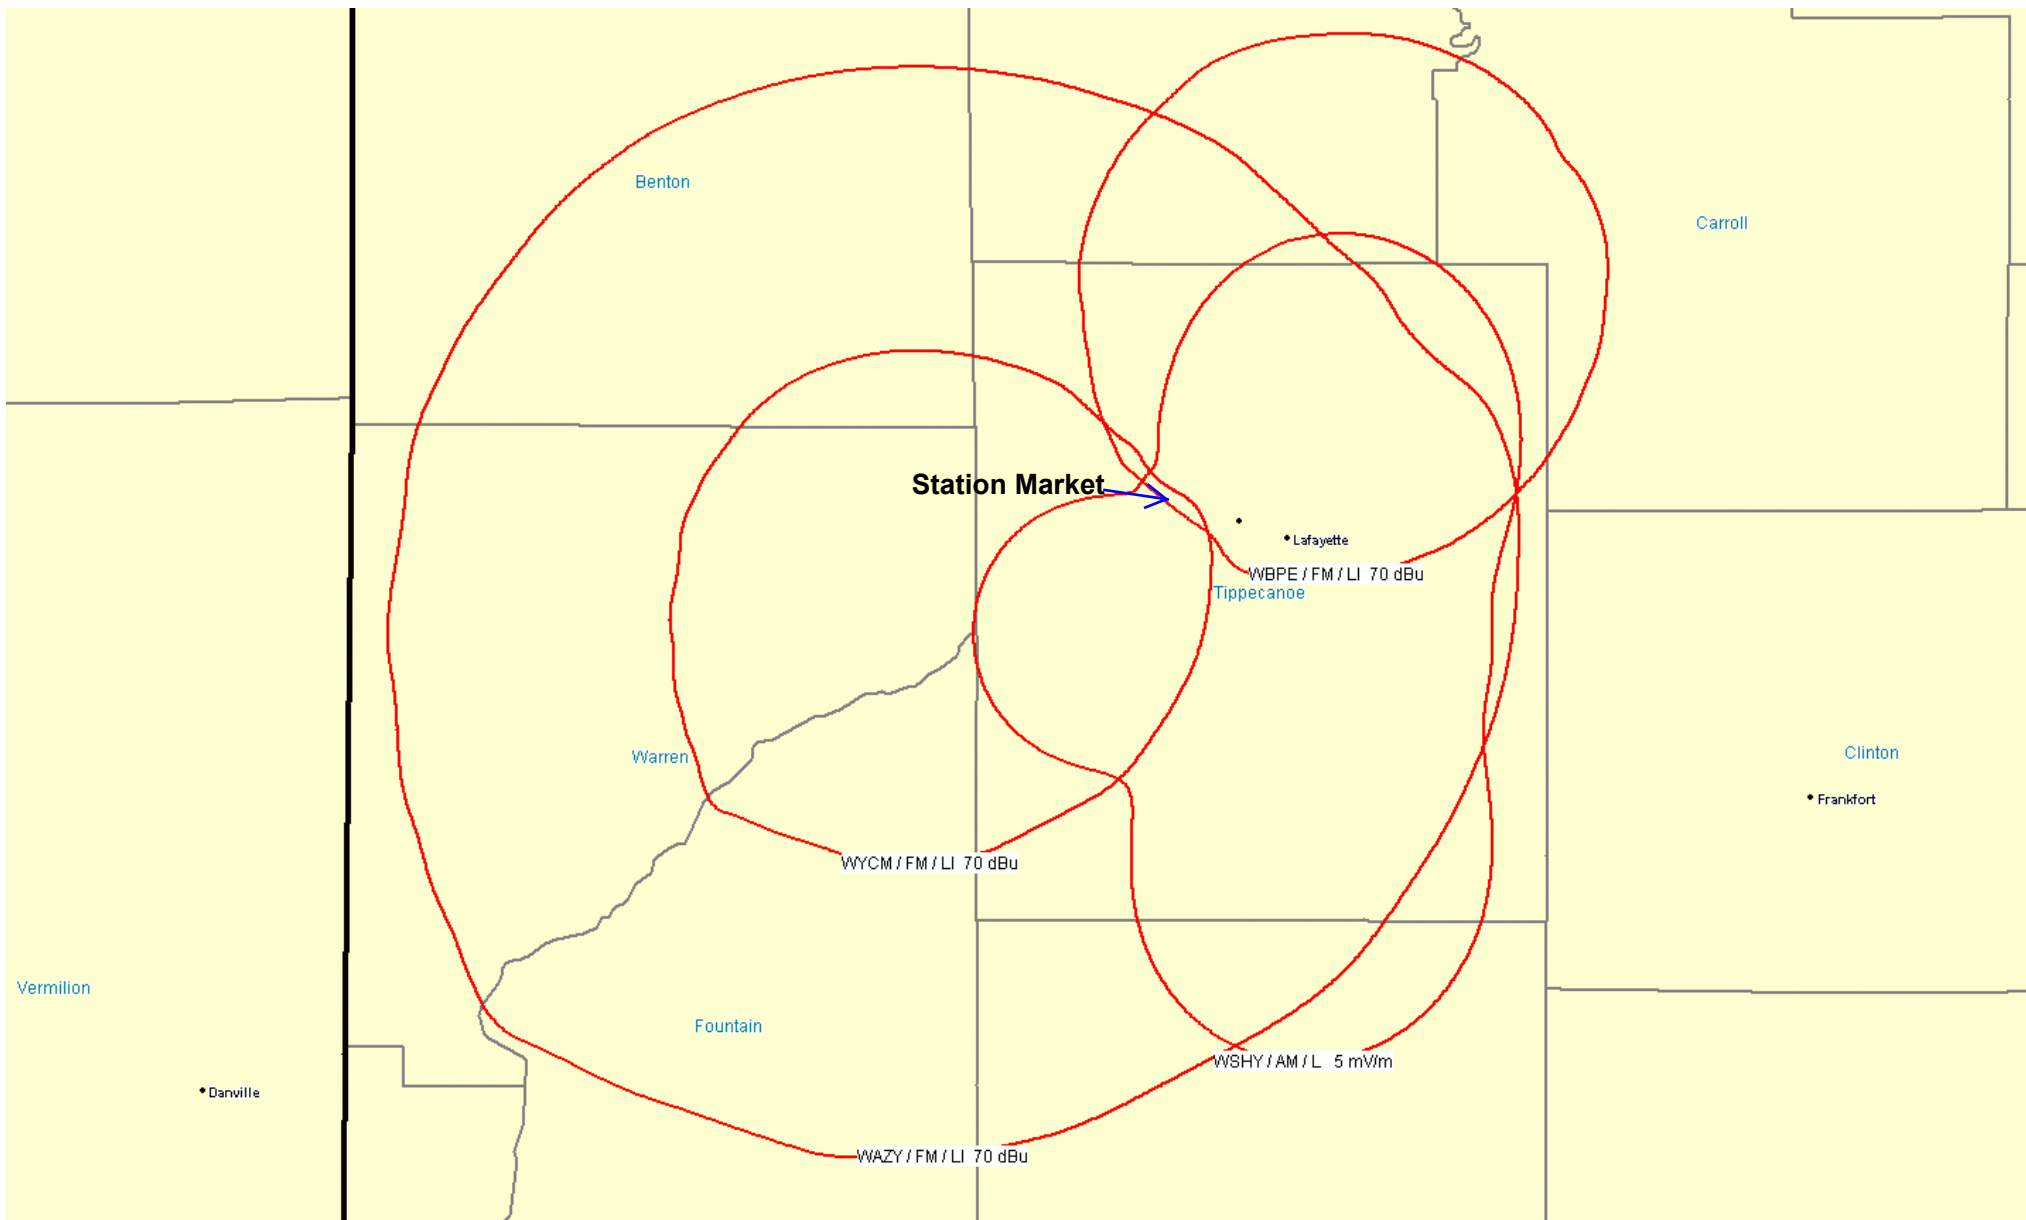 Benton
Carroll
Station Market
Lafayette
WBPE / FM / LI 70 dBu
Tippecanoe
Warren
Clinton
Frankfort
WYCM / FM / LI 70 dBu
Vermilion
Fountain
WSHY / AM / L 5 mV/m
Danville
WAZY / FM / LI 70 dBu